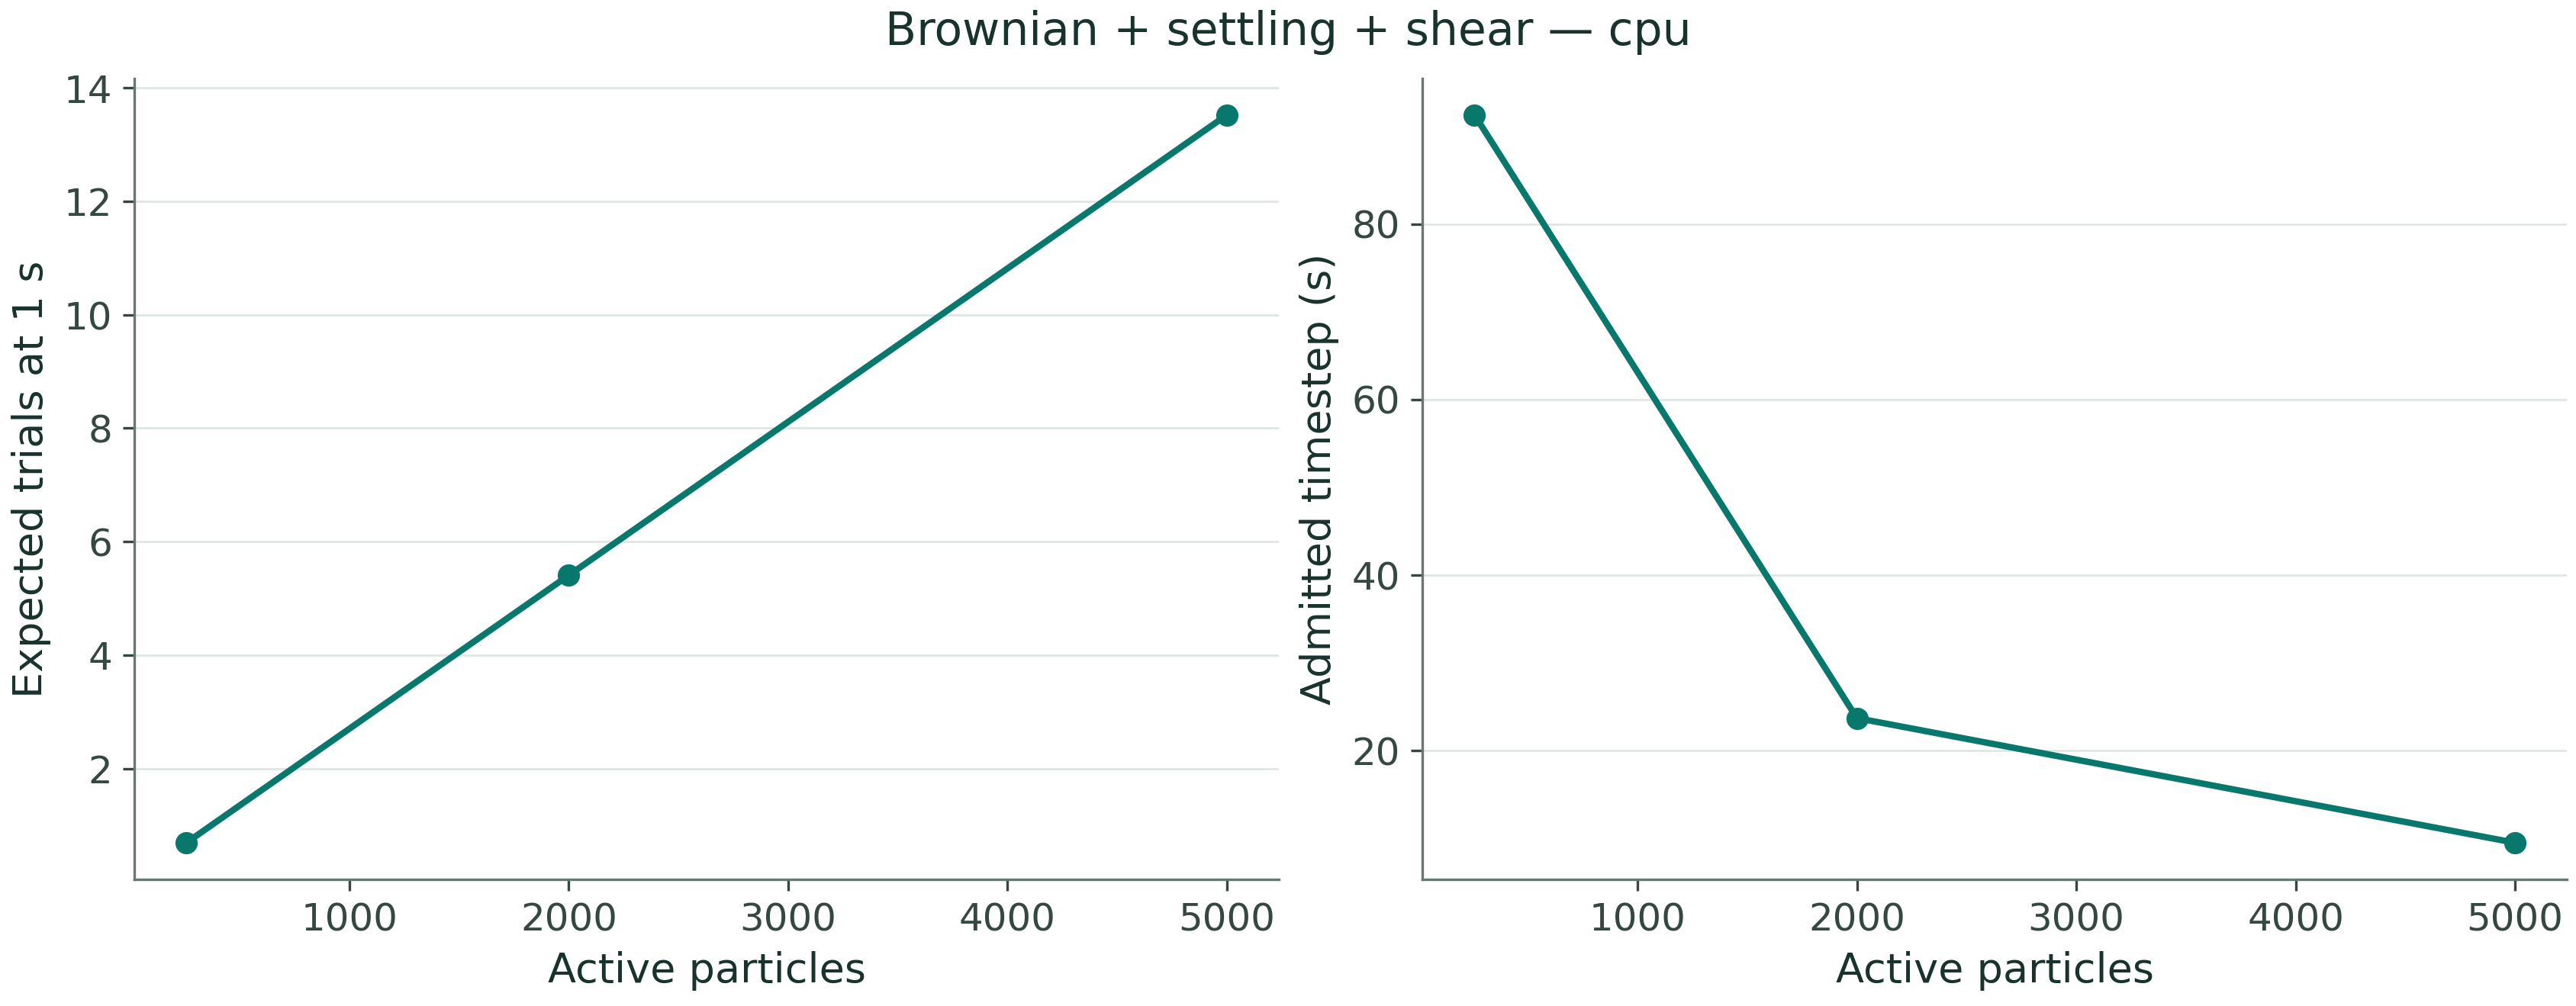 Brownian + settling + shear — cpu
Expected trials at 1 s
14
12
10
8
6
4
2
1000 2000 3000 4000 5000
Active particles
Admitted timestep (s)
80
60
40
20
1000 2000 3000 4000 5000
Active particles